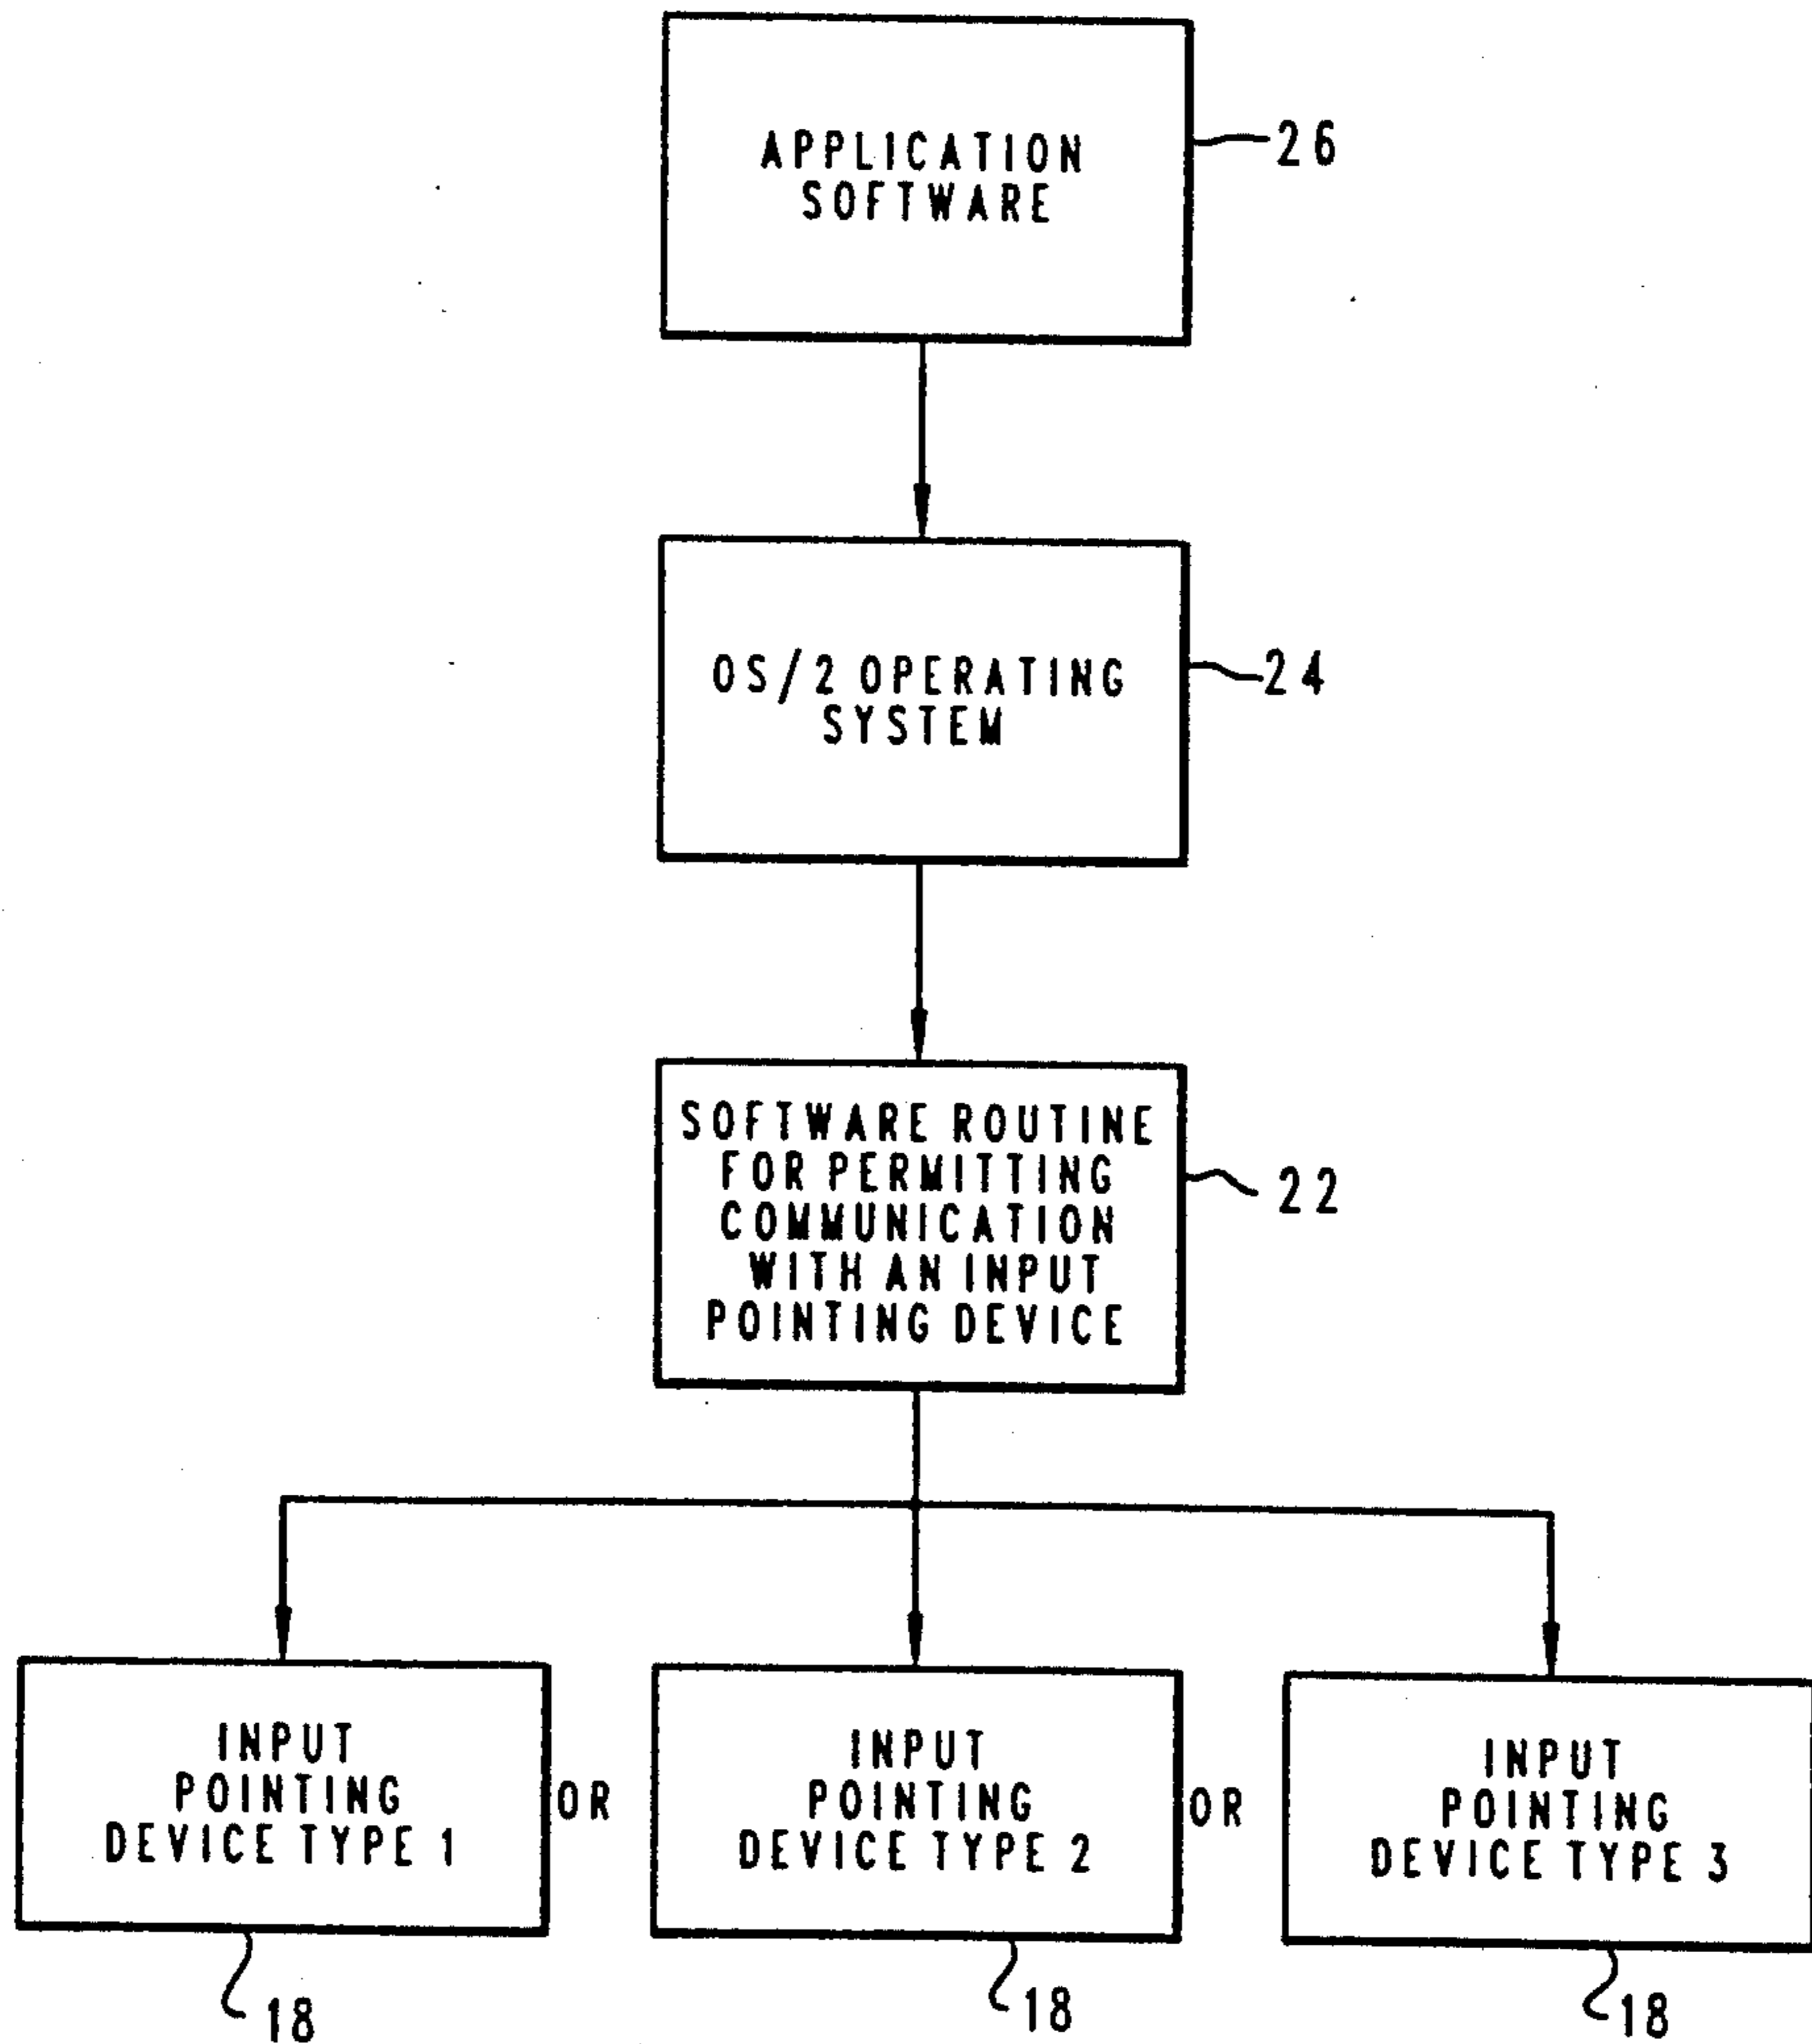 APPLICATION
SOFTWARE
26
OS/2 OPERATING
SYSTEM
24
SOFTWARE ROUTINE
FOR PERMITTING
COMMUNICATION
WITH AN INPUT
POINTING DEVICE
22
INPUT
POINTING
DEVICE TYPE 1
OR
INPUT
POINTING
DEVICE TYPE 2
OR
INPUT
POINTING
DEVICE TYPE 3
18
18
18